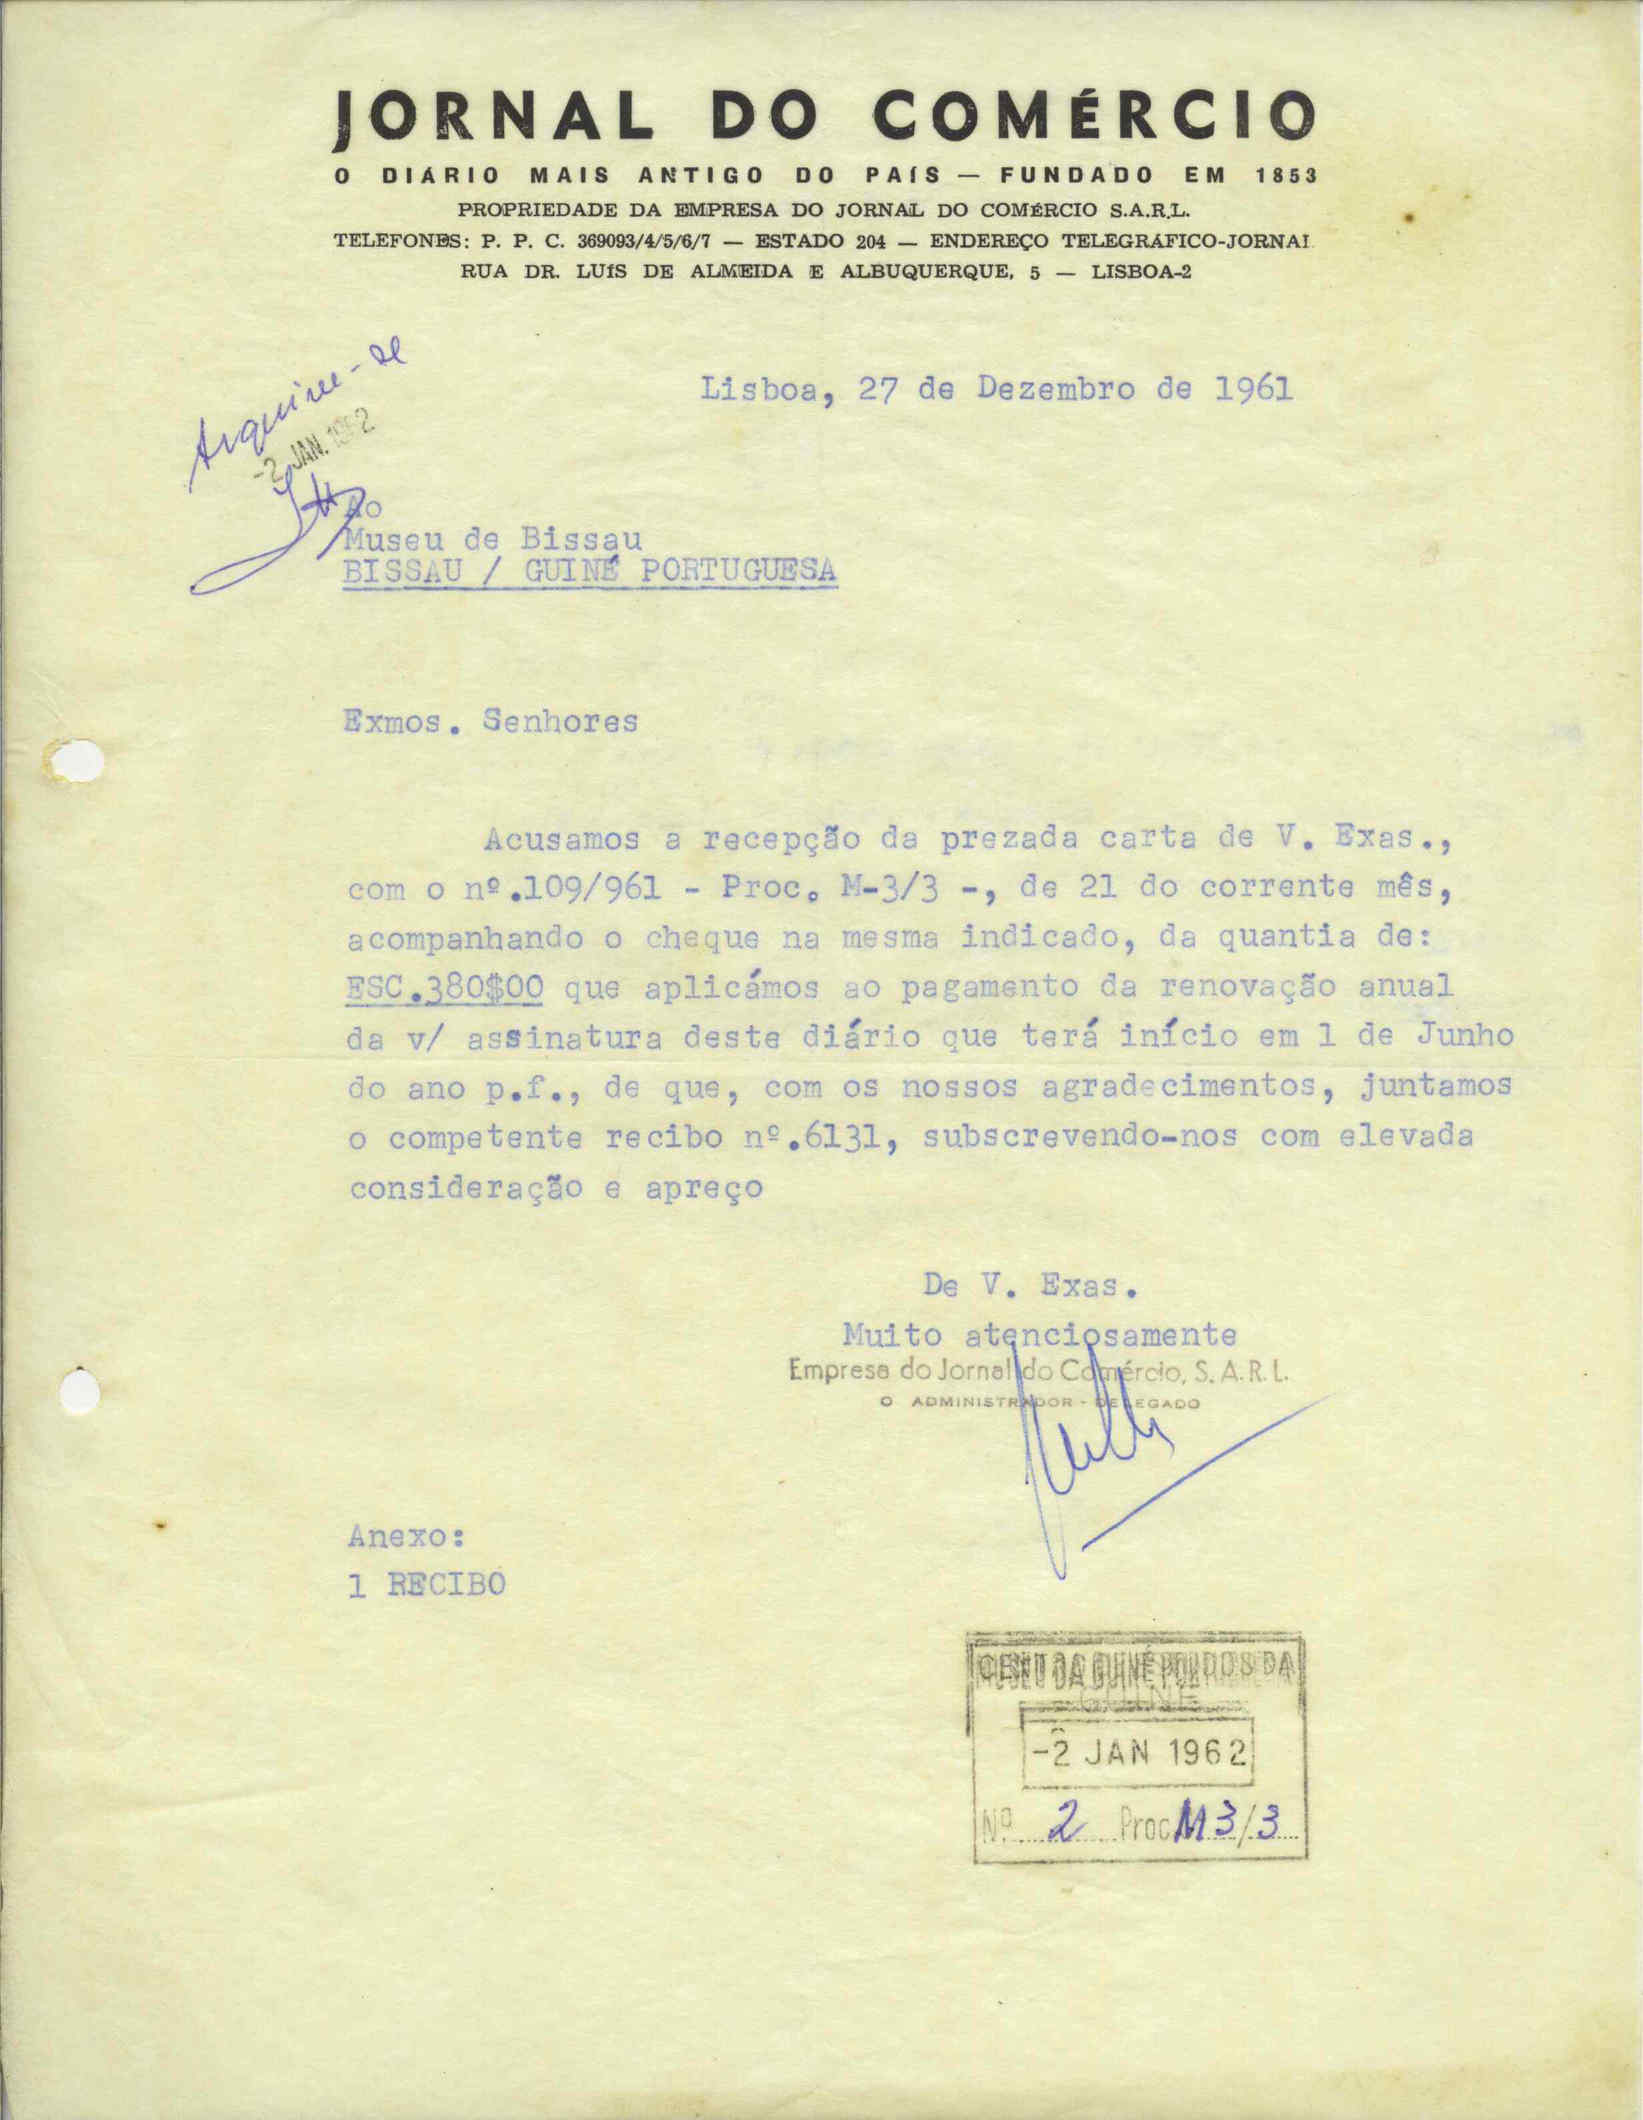 JORNAL DO COMÉRCIO
O DIÁRIO MAIS ANTIGO DO PAÍS — FUNDADO EM 1853
PROPRIEDADE DA EMPRESA DO JORNAL DO COMÉRCIO S.A.R.L.
TELEFONES: P. P. C. 369093/4/5/6/7 — ESTADO 204 — ENDEREÇO TELEGRÁFICO-JORNAL
RUA DR. LUÍS DE ALMEIDA E ALBUQUERQUE, 5 — LISBOA-2
Arquive-se
-2 JAN. 1962
Lisboa, 27 de Dezembro de 1961
Ao
Museu de Bissau
BISSAU / GUINÉ PORTUGUESA
Exmos. Senhores
Acusamos a recepção da prezada carta de V. Exas.,
com o nº.109/961 - Proc. M-3/3 -, de 21 do corrente mês,
acompanhando o cheque na mesma indicado, da quantia de:
ESC.380$00 que aplicámos ao pagamento da renovação anual
da v/ assinatura deste diário que terá início em 1 de Junho
do ano p.f., de que, com os nossos agradecimentos, juntamos
o competente recibo nº.6131, subscrevendo-nos com elevada
consideração e apreço
De V. Exas.
Muito atenciosamente
Empresa do Jornal do Comércio, S. A. R. L.
O ADMINISTRADOR - DELEGADO
Anexo:
1 RECIBO
-2 JAN 1962
Nº 2 Proc M3/3